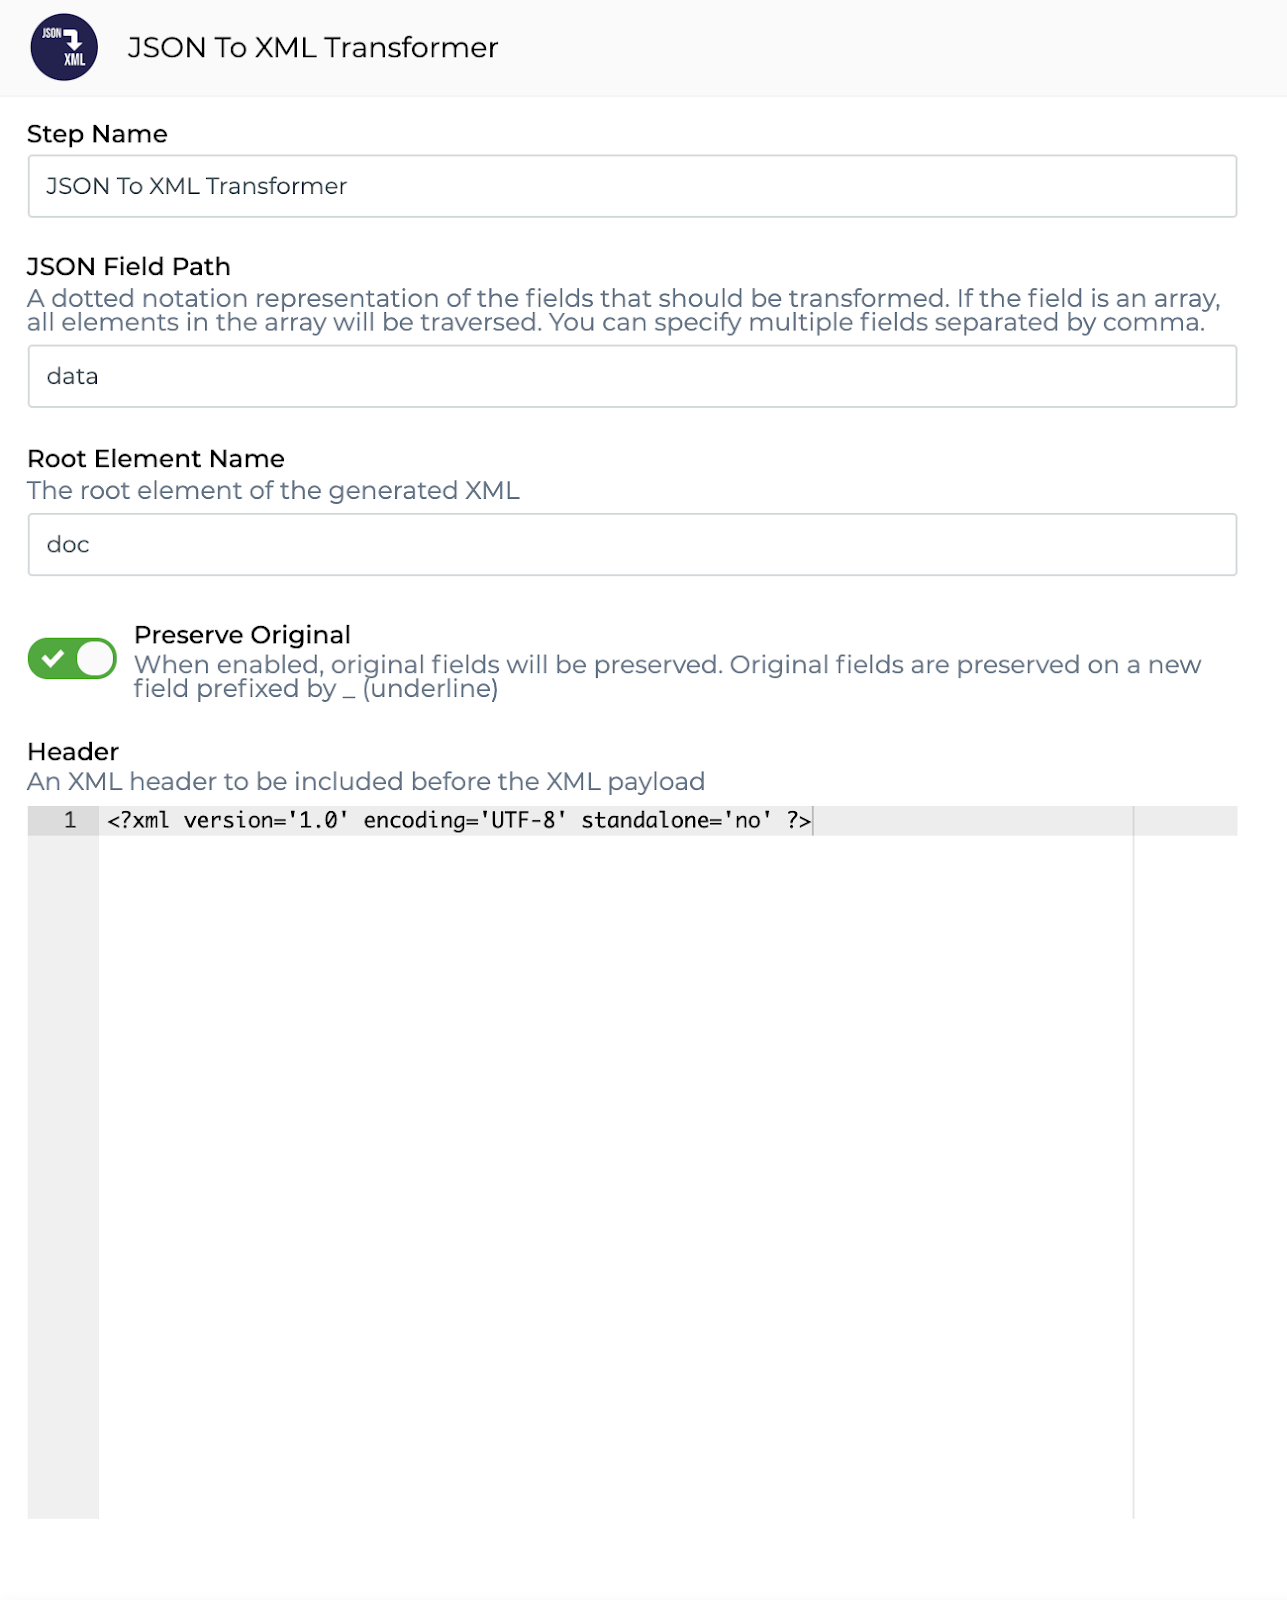 JSON
XML
JSON To XML Transformer
Step Name
JSON To XML Transformer
JSON Field Path
A dotted notation representation of the fields that should be transformed. If the field is an array,
all elements in the array will be traversed. You can specify multiple fields separated by comma.
data
Root Element Name
The root element of the generated XML
doc
Preserve Original
When enabled, original fields will be preserved. Original fields are preserved on a new
field prefixed by _ (underline)
Header
An XML header to be included before the XML payload
1 <?xml version='1.0' encoding='UTF-8' standalone='no' ?>